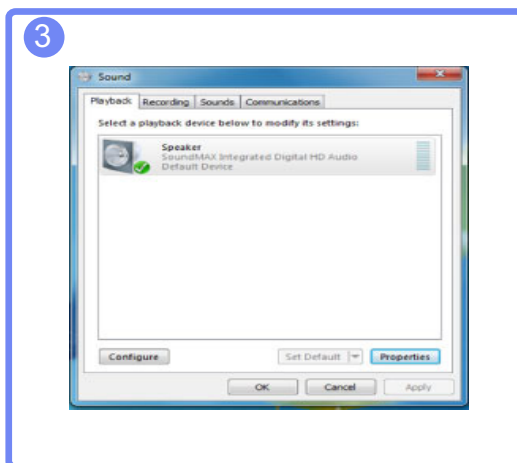 3
Sound
Playback Recording Sounds Communications
Select a playback device below to modify its settings:
Speaker
SoundMAX Integrated Digital HD Audio
Default Device
Configure Set Default Properties
OK Cancel Apply